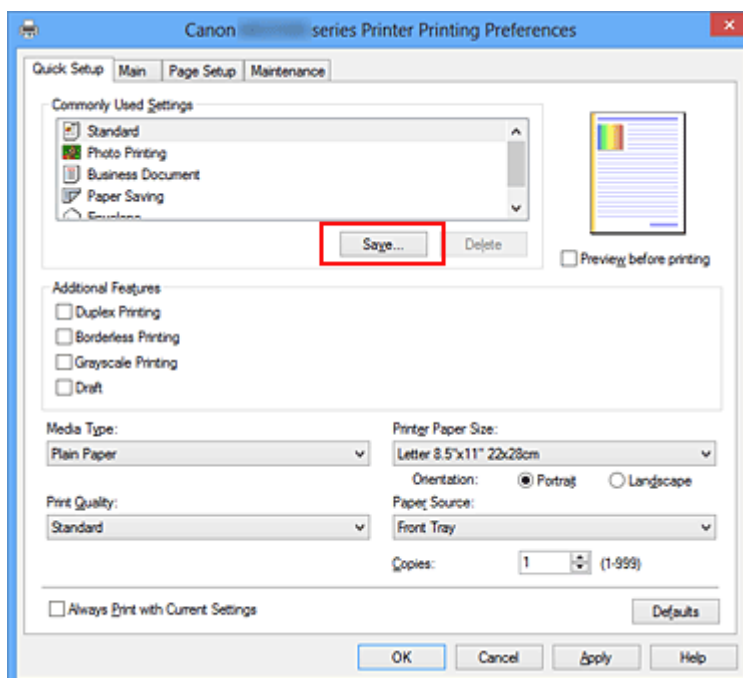 Canon series Printer Printing Preferences
Quick Setup Main Page Setup Maintenance
Commonly Used Settings
Standard
Photo Printing
Business Document
Paper Saving
Envelope
Save... Delete
Preview before printing
Additional Features
Duplex Printing
Borderless Printing
Grayscale Printing
Draft
Media Type: Printer Paper Size:
Plain Paper Letter 8.5"x11" 22x28cm
Orientation: Portrait Landscape
Print Quality: Paper Source:
Standard Front Tray
Copies: 1 (1-999)
Always Print with Current Settings Defaults
OK Cancel Apply Help